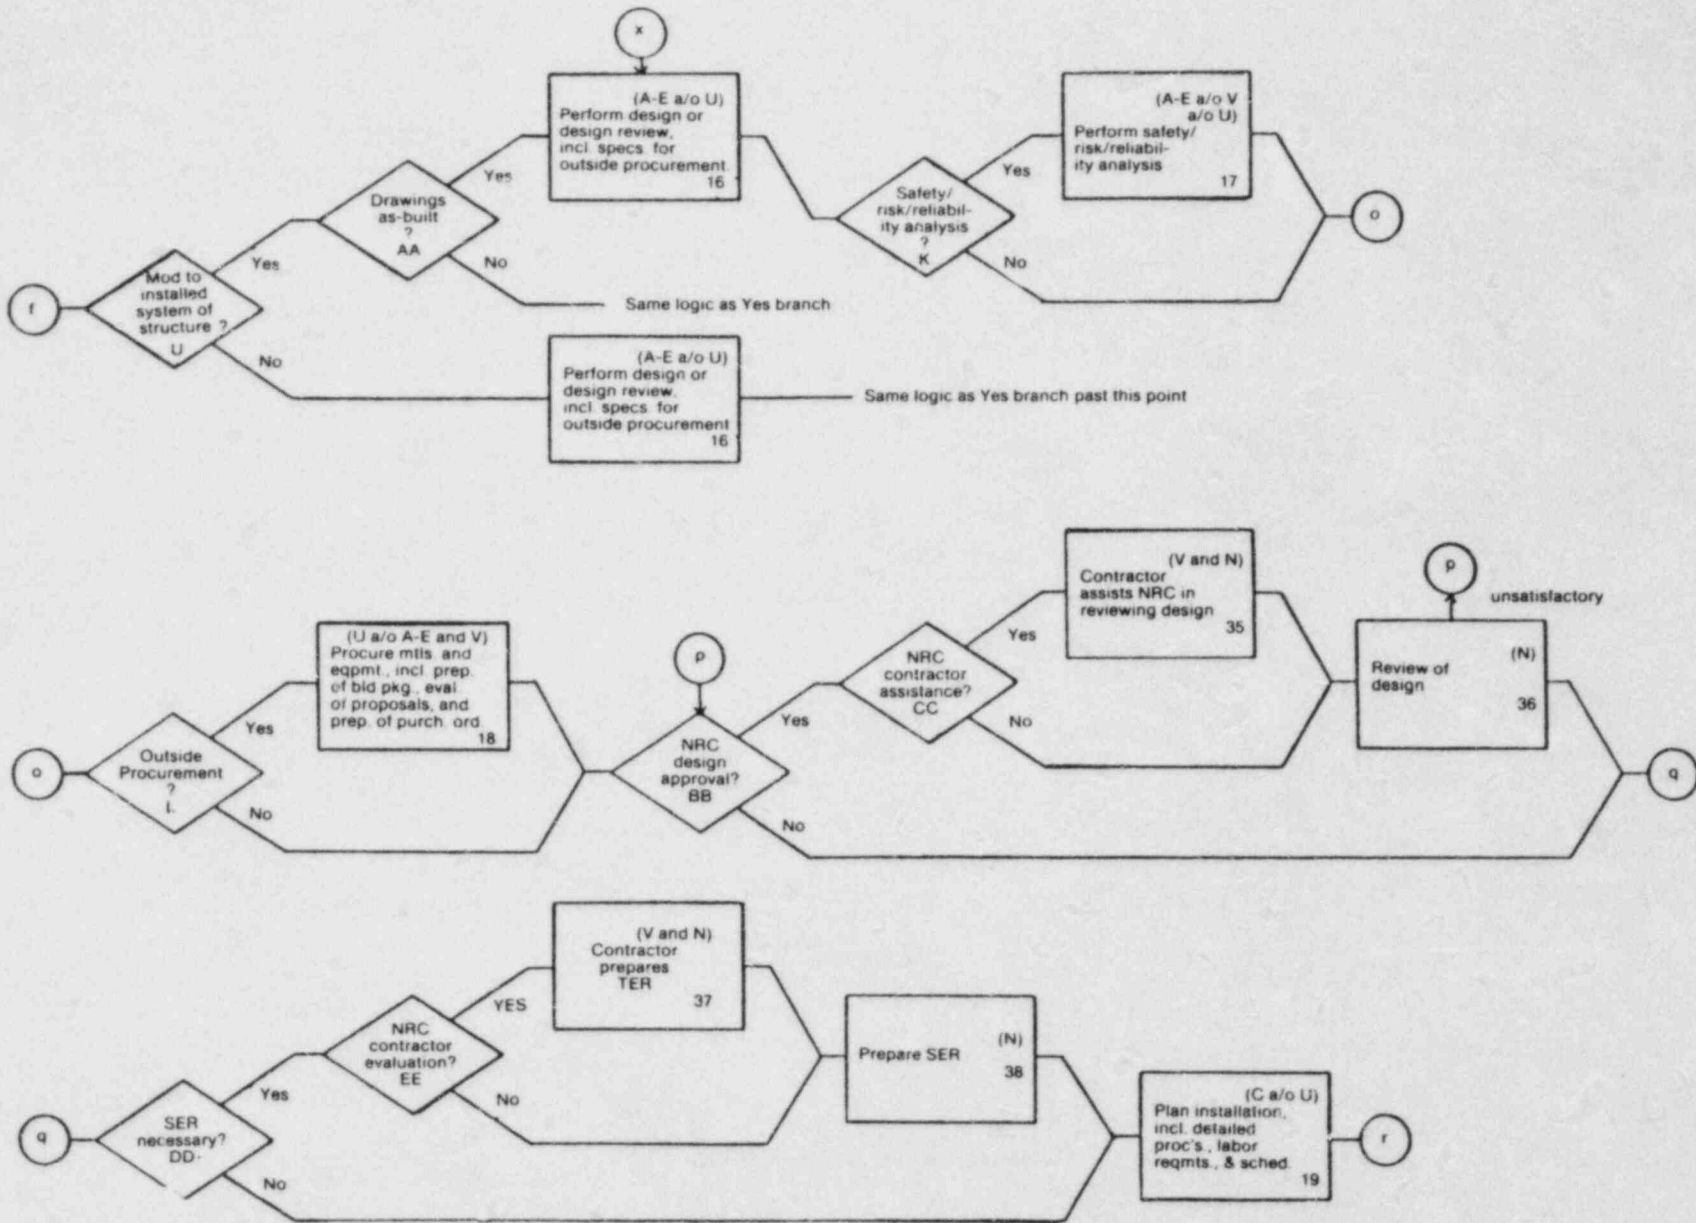 x
(A-E a/o U)
Perform design or
design review,
incl. specs. for
outside procurement
16
(A-E a/o V
a/o U)
Perform safety/
risk/reliabil-
ity analysis
17
Yes
Drawings
as-built
?
AA
No
Same logic as Yes branch
Yes
Safety/
risk/reliabil-
ity analysis
?
K
No
o
f
Mod to
installed
system of
structure ?
U
Yes
No
(A-E a/o U)
Perform design or
design review,
incl. specs. for
outside procurement
16
Same logic as Yes branch past this point
o
Outside
Procurement
?
Yes
No
(U a/o A-E and V)
Procure mtls. and
eqpmt., incl. prep.
of bid pkg., eval.
of proposals, and
prep. of purch. ord.
18
p
NRC
design
approval?
BB
Yes
No
NRC
contractor
assistance?
CC
Yes
No
(V and N)
Contractor
assists NRC in
reviewing design
35
p
unsatisfactory
(N)
Review of
design
36
q
q
SER
necessary?
DD
Yes
No
NRC
contractor
evaluation?
EE
YES
No
(V and N)
Contractor
prepares
TER
37
(N)
Prepare SER
38
(C a/o U)
Plan installation,
incl. detailed
proc's., labor
reqmts., & sched.
19
r